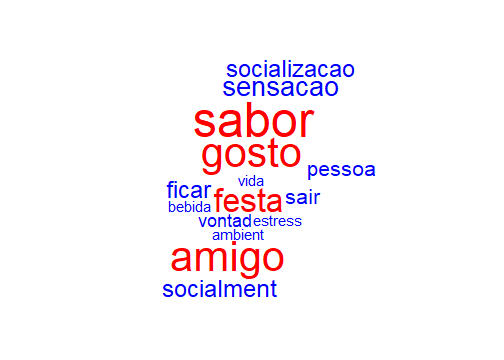 socializacao
sensacao
sabor
gosto
pessoa
vida
ficar festa sair
bebida
vontad estress
ambient
amigo
socialment